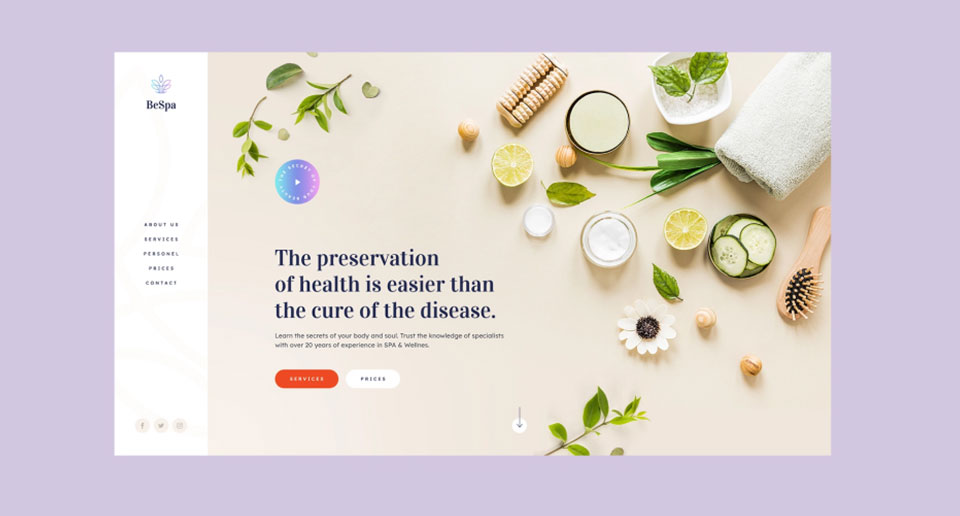 BeSpa
ABOUT US
SERVICES
PERSONEL
PRICES
CONTACT
The preservation
of health is easier than
the cure of the disease.
Learn the secrets of your body and soul. Trust the knowledge of specialists
with over 20 years of experience in SPA & Wellnes.
SERVICES
PRICES